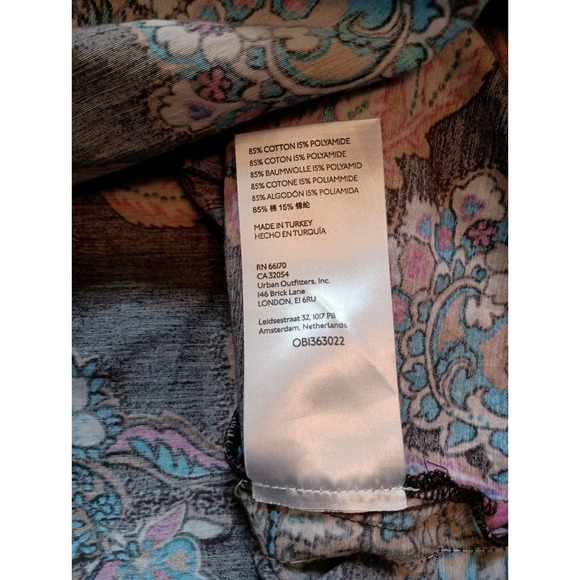 85% COTTON 15% POLYAMIDE
85% COTON 15% POLYAMIDE
85% BAUMWOLLE 15% POLYAMID
85% COTONE 15% POLIAMMIDE
85% ALGODÓN 15% POLIAMIDA
85% 棉 15% 锦纶
MADE IN TURKEY
HECHO EN TURQUÍA
RN 66170
CA 32054
Urban Outfitters, Inc.
146 Brick Lane
LONDON, E1 6RU
Leidsestraat 32, 1017 PB
Amsterdam, Netherlands
OB1363022